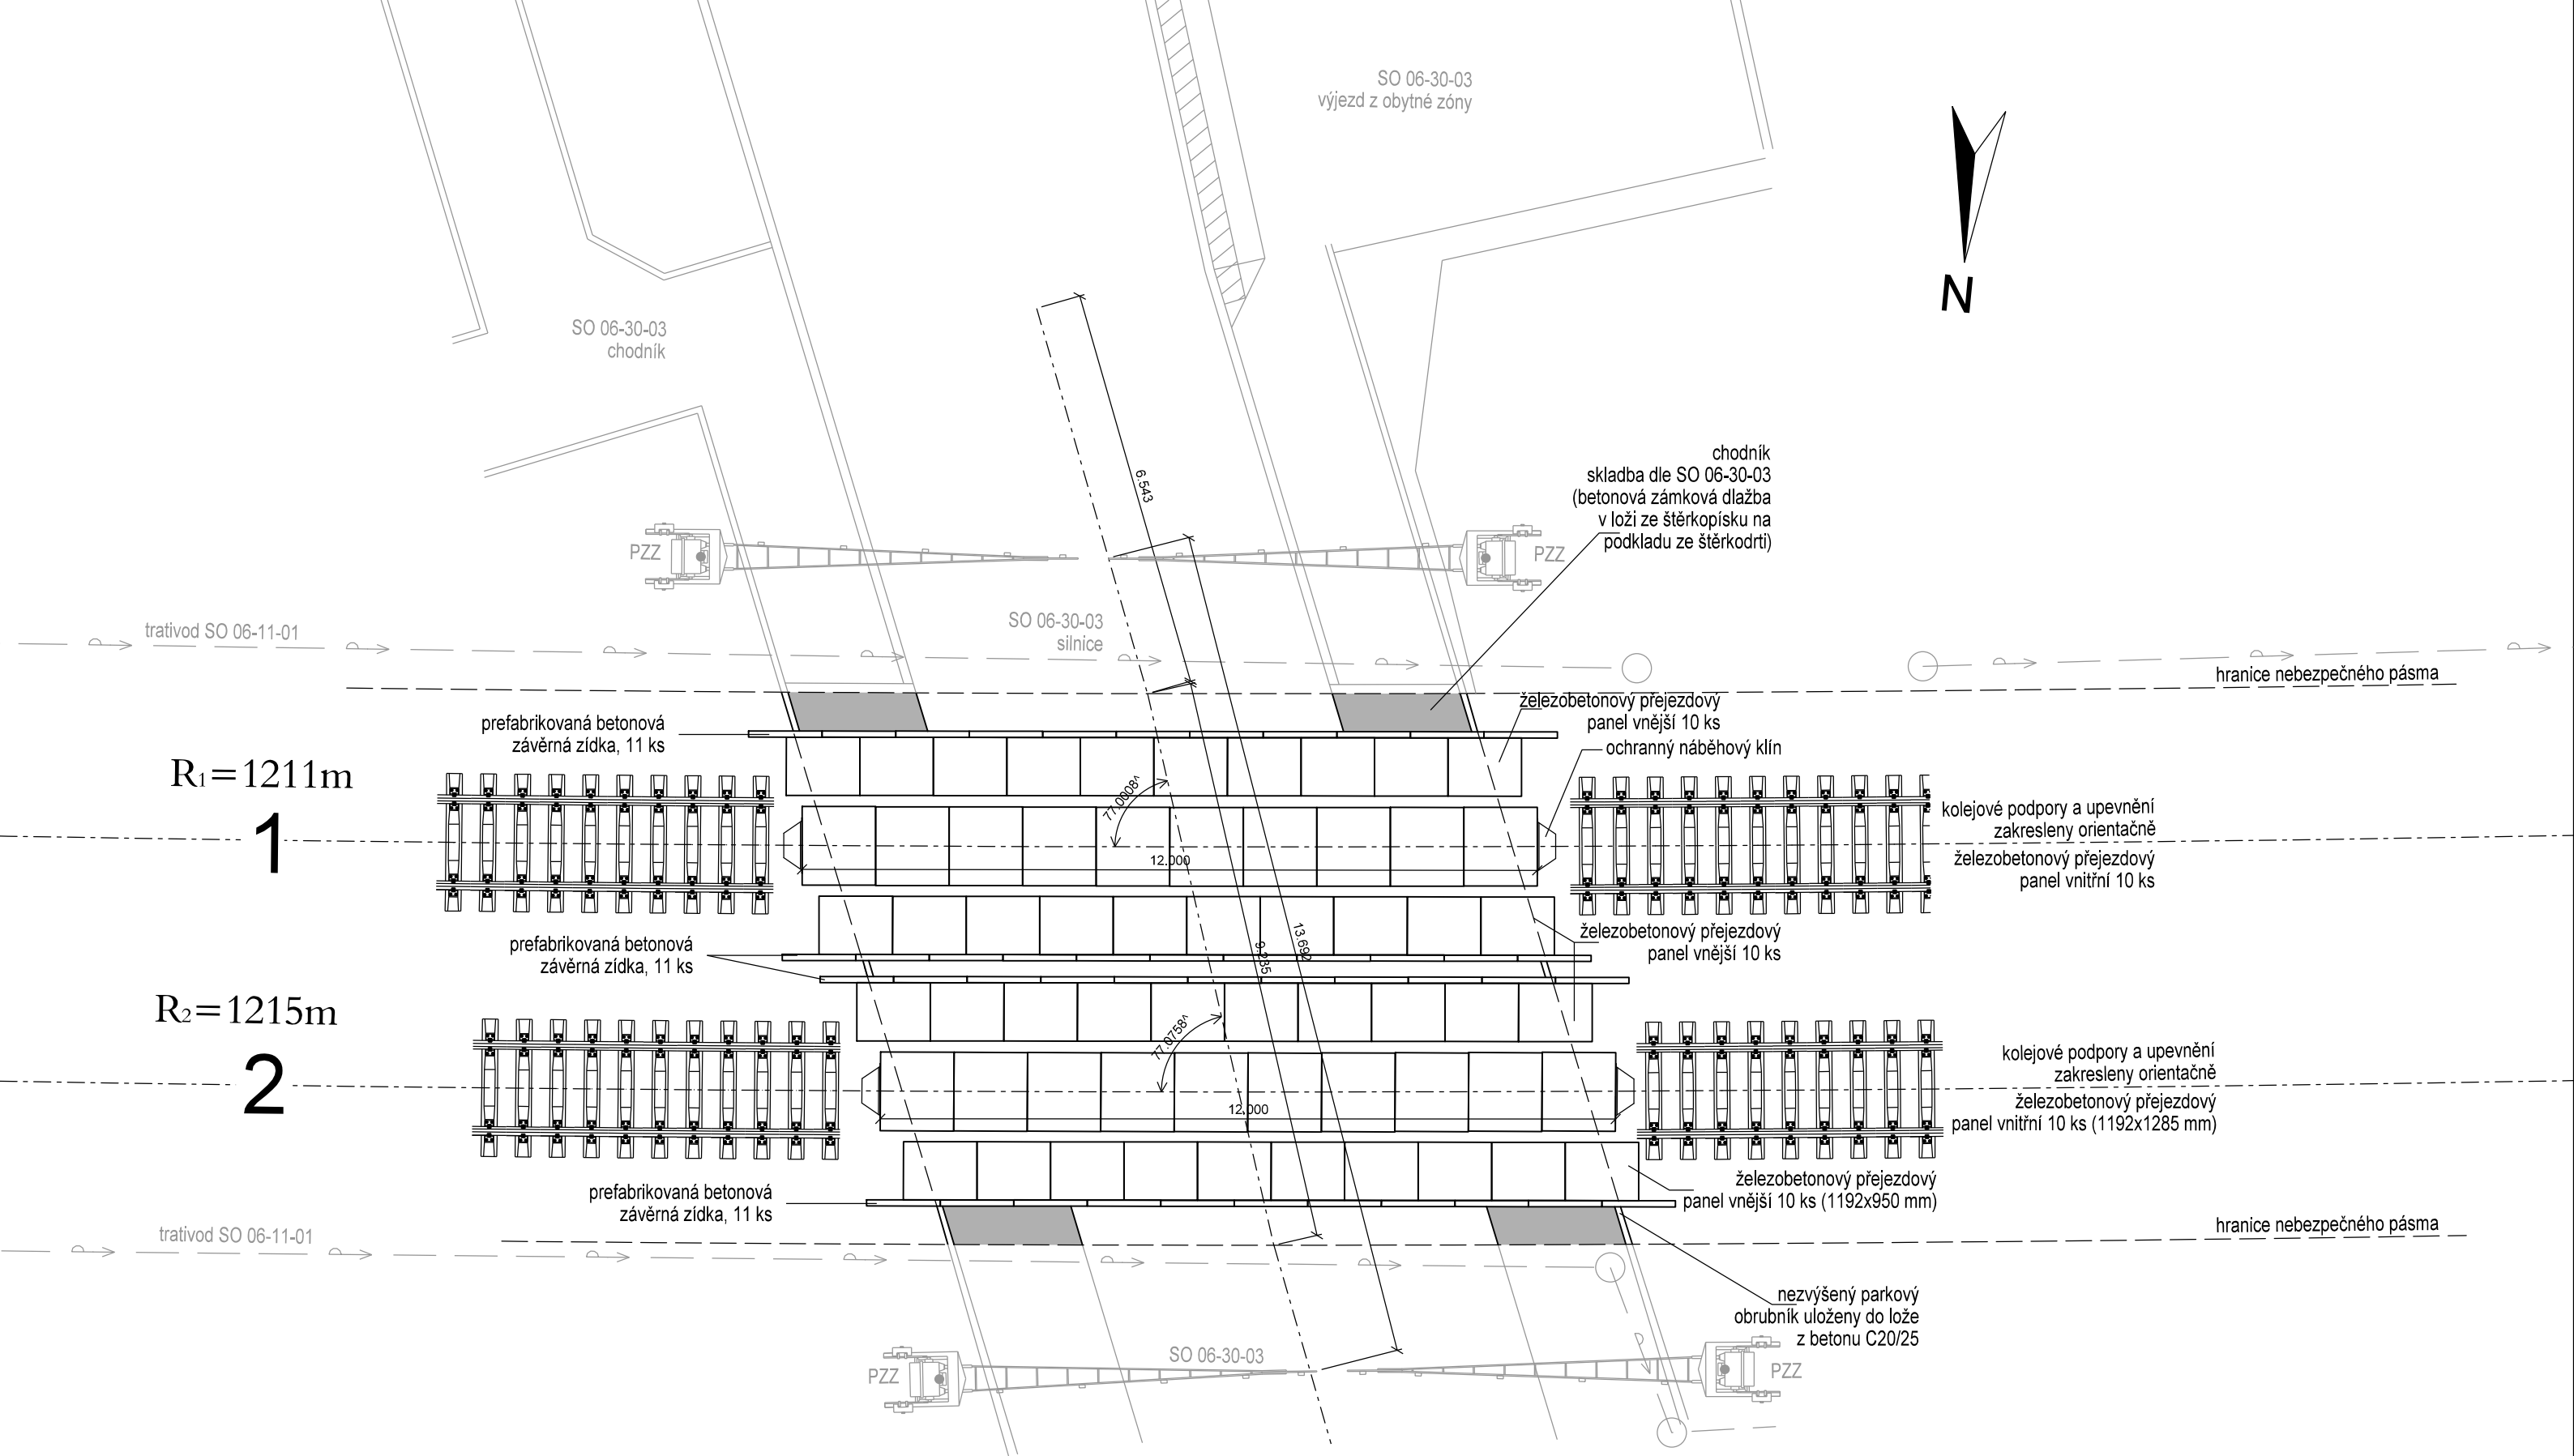 SO 06-30-03
výjezd z obytné zóny
N
SO 06-30-03
chodník
6.543
chodník
skladba dle SO 06-30-03
(betonová zámková dlažba
v loži ze štěrkopísku na
podkladu ze štěrkodrti)
PZZ
PZZ
SO 06-30-03
silnice
trativod SO 06-11-01
hranice nebezpečného pásma
železobetonový přejezdový
panel vnější 10 ks
prefabrikovaná betonová
závěrná zídka, 11 ks
ochranný náběhový klín
R1=1211m
1
77.0008^
12.000
kolejové podpory a upevnění
zakresleny orientačně
železobetonový přejezdový
panel vnitřní 10 ks
železobetonový přejezdový
panel vnější 10 ks
prefabrikovaná betonová
závěrná zídka, 11 ks
9.235
13.692
R2=1215m
2
77.0758^
12.000
kolejové podpory a upevnění
zakresleny orientačně
železobetonový přejezdový
panel vnitřní 10 ks (1192x1285 mm)
železobetonový přejezdový
panel vnější 10 ks (1192x950 mm)
prefabrikovaná betonová
závěrná zídka, 11 ks
trativod SO 06-11-01
hranice nebezpečného pásma
nezvýšený parkový
obrubník uloženy do lože
z betonu C20/25
SO 06-30-03
PZZ
PZZ